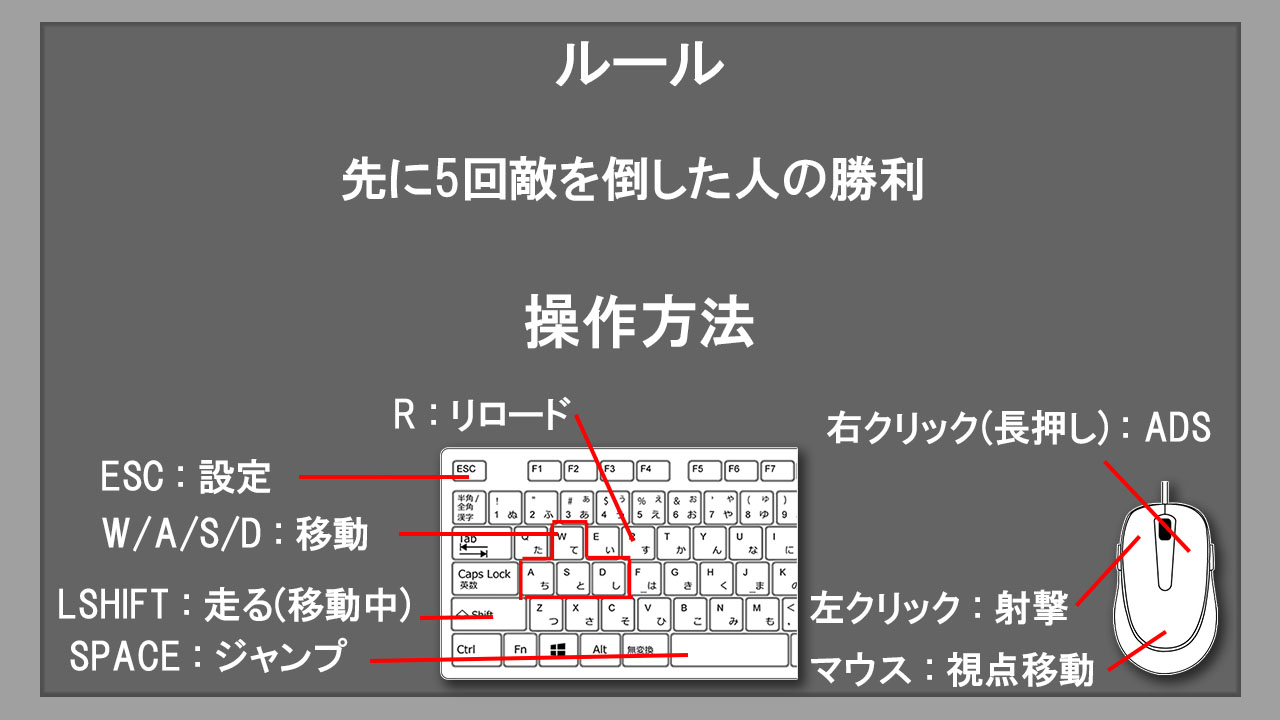 ルール
先に5回敵を倒した人の勝利
操作方法
R：リロード
右クリック(長押し)：ADS
ESC：設定
W/A/S/D：移動
LSHIFT：走る(移動中)
SPACE：ジャンプ
左クリック：射撃
マウス：視点移動
ESC F1 F2 F3 F4 F5 F6 F7
半角/
全角
漢字
! 1 ぬ " 2 ふ # あ 3 あ $ う 4 % え 5 え & お 6 お ' や 7 や ( ゆ 8 ゆ ) 9
Tab Q た W て E い す T か Y ん U な I に
Caps Lock
英数
A ち S と D し F は G き H く J ま K
Shift Z つ X さ C そ V ひ B こ N み M も <
Ctrl Fn Alt 無変換